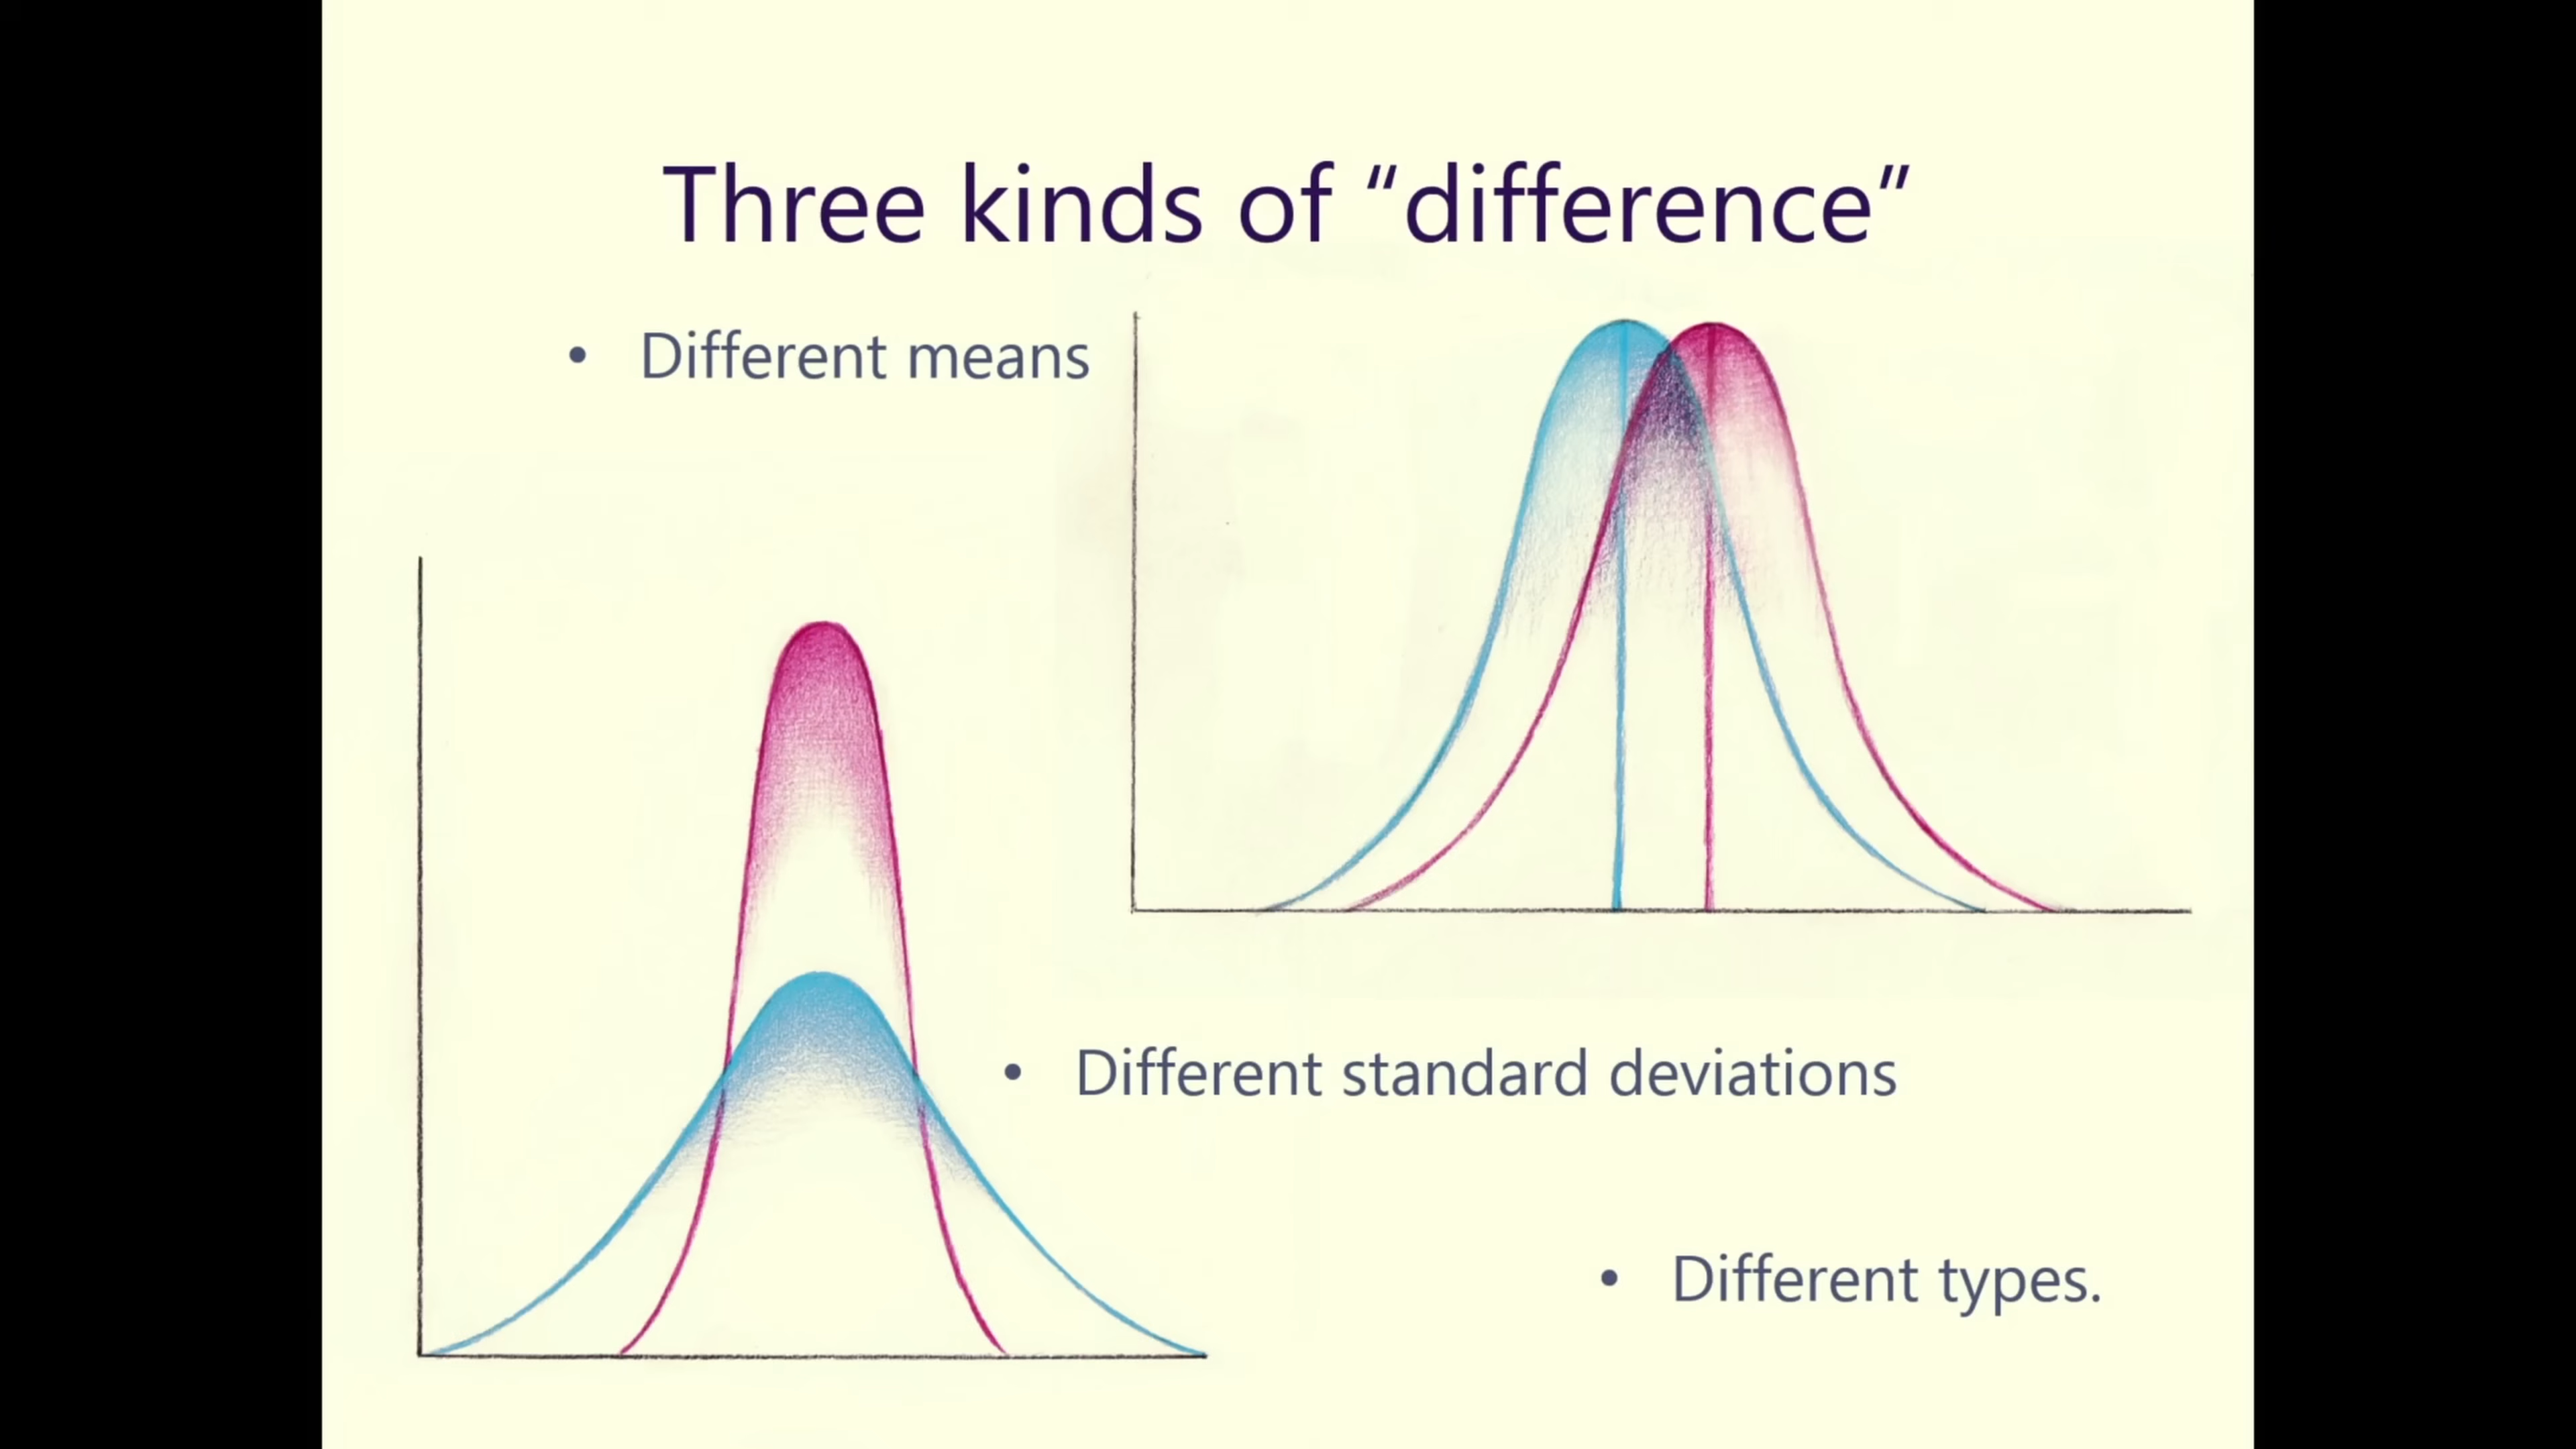 Three kinds of “difference”
• Different means
• Different standard deviations
• Different types.